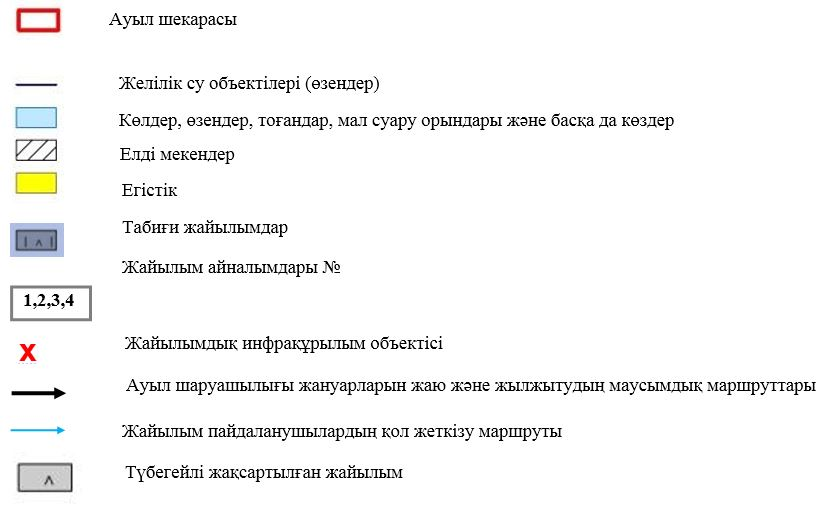 Ауыл шекарасы
Желілік су объектілері (өзендер)
Көлдер, өзендер, тоғандар, мал суару орындары және басқа да көздер
Елді мекендер
Егістік
Табиғи жайылымдар
Жайылым айналымдары №
1,2,3,4
Жайылымдық инфрақұрылым объектісі
Ауыл шаруашылығы жануарларын жаю және жылжытудың маусымдық маршруттары
Жайылым пайдаланушылардың қол жеткізу маршруты
Түбегейлі жақсартылған жайылым